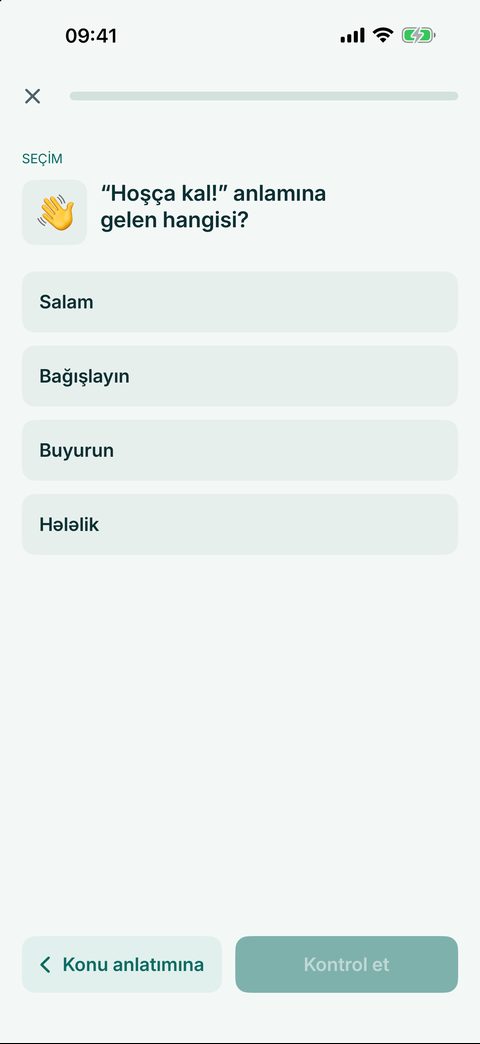 09:41
SEÇİM
“Hoşça kal!” anlamına
gelen hangisi?
Salam
Bağışlayın
Buyurun
Hələlik
Konu anlatımına
Kontrol et